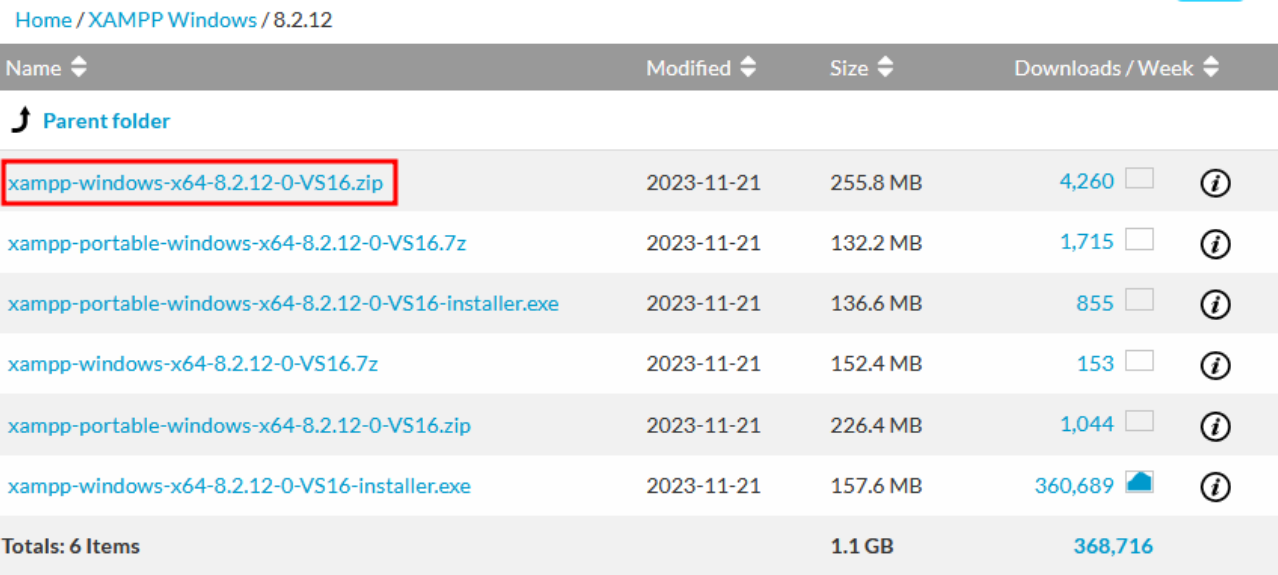 Home / XAMPP Windows / 8.2.12
Name Modified Size Downloads / Week
Parent folder
xampp-windows-x64-8.2.12-0-VS16.zip 2023-11-21 255.8 MB 4,260
xampp-portable-windows-x64-8.2.12-0-VS16.7z 2023-11-21 132.2 MB 1,715
xampp-portable-windows-x64-8.2.12-0-VS16-installer.exe 2023-11-21 136.6 MB 855
xampp-windows-x64-8.2.12-0-VS16.7z 2023-11-21 152.4 MB 153
xampp-portable-windows-x64-8.2.12-0-VS16.zip 2023-11-21 226.4 MB 1,044
xampp-windows-x64-8.2.12-0-VS16-installer.exe 2023-11-21 157.6 MB 360,689
Totals: 6 Items 1.1 GB 368,716